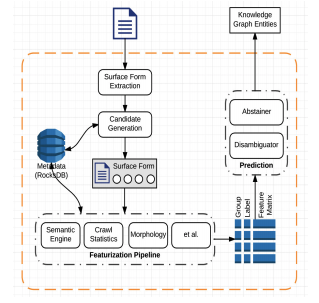 Knowledge
Graph Entities
Surface Form
Extraction
Candidate
Generation
Abstainer
Disambiguator
Prediction
Metadata
(RocksDB)
Surface Form
Group
Label
Feature
Matrix
Semantic
Engine
Crawl
Statistics
Morphology
et al.
Featurization Pipeline